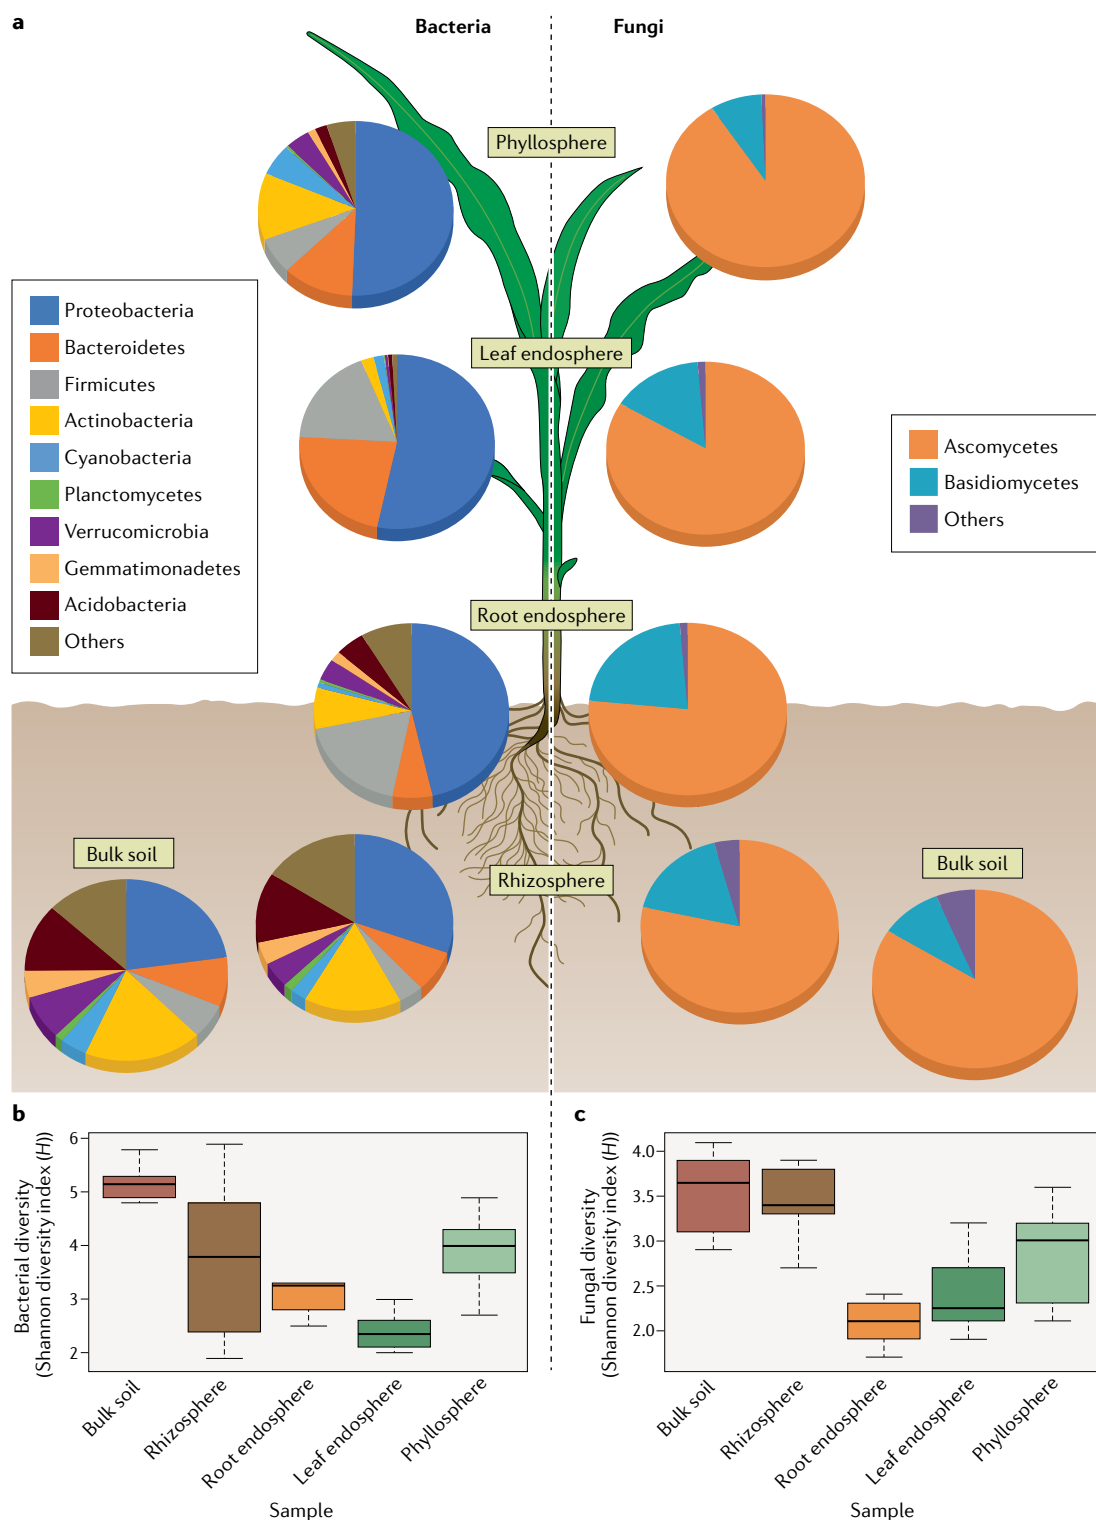 a
Bacteria
Fungi
Phyllosphere
Proteobacteria
Bacteroidetes
Firmicutes
Actinobacteria
Cyanobacteria
Planctomycetes
Verrucomicrobia
Gemmatimonadetes
Acidobacteria
Others
Leaf endosphere
Ascomycetes
Basidiomycetes
Others
Root endosphere
Bulk soil
Rhizosphere
Bulk soil
b
Bacterial diversity
(Shannon diversity index (H))
6
5
4
3
2
Bulk soil
Rhizosphere
Root endosphere
Leaf endosphere
Phyllosphere
Sample
c
Fungal diversity
(Shannon diversity index (H))
4.0
3.5
3.0
2.5
2.0
Bulk soil
Rhizosphere
Root endosphere
Leaf endosphere
Phyllosphere
Sample